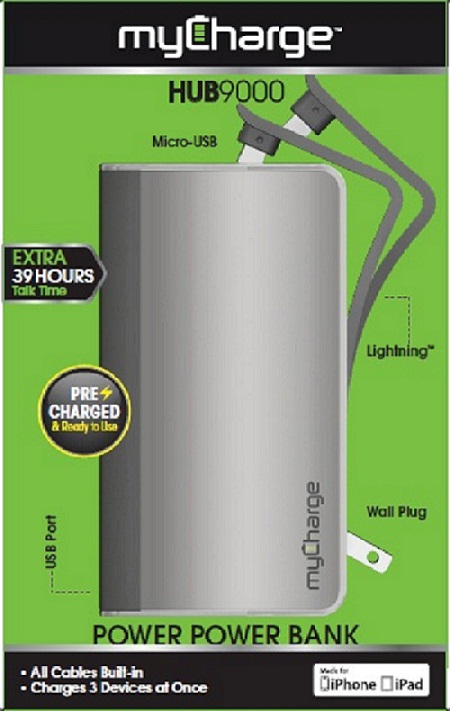 myCharge™
HUB9000
Micro-USB
EXTRA
39 HOURS
Talk Time
Lightning™
PRE
CHARGED
& Ready to Use
myCharge
Wall Plug
USB Port
POWER POWER BANK
• All Cables Built-in
• Charges 3 Devices at Once
Made for
iPhone iPad